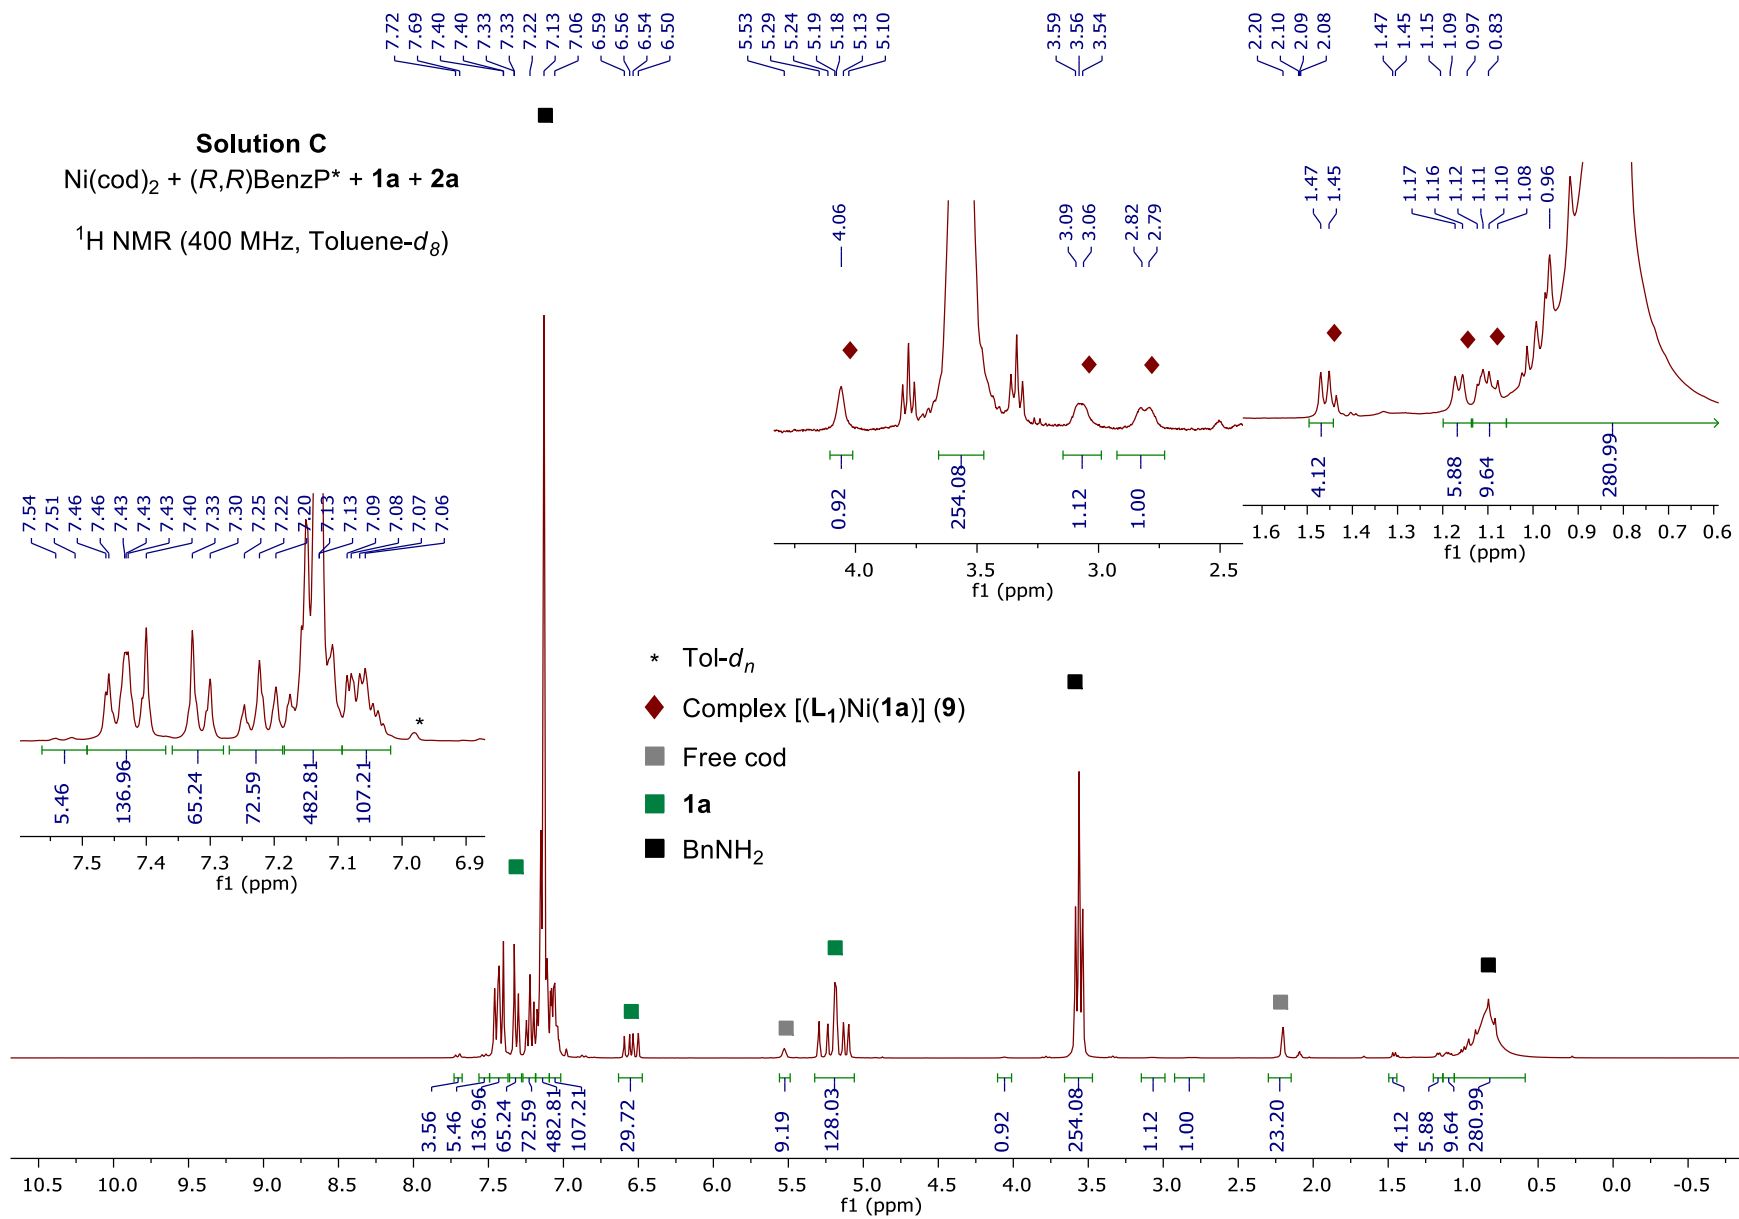 7.72 7.69 7.40 7.40 7.33 7.33 7.22 7.13 7.06 6.59 6.56 6.54 6.50 5.53 5.29 5.24 5.19 5.18 5.13 5.10 3.59 3.56 3.54 2.20 2.10 2.09 2.08 1.47 1.45 1.15 1.09 0.97 0.83
Solution C
Ni(cod)2 + (R,R)BenzP* + 1a + 2a
1H NMR (400 MHz, Toluene-d8)
4.06 3.09 3.06 2.82 2.79
0.92 254.08 1.12 1.00
4.0 3.5 3.0 2.5
f1 (ppm)
1.47 1.45 1.17 1.16 1.12 1.11 1.10 1.08 0.96
4.12 5.88 9.64 280.99
1.6 1.5 1.4 1.3 1.2 1.1 1.0 0.9 0.8 0.7 0.6
f1 (ppm)
7.54 7.51 7.46 7.46 7.43 7.43 7.43 7.40 7.33 7.30 7.25 7.22 7.20 7.13 7.13 7.09 7.08 7.07 7.06
*
5.46 136.96 65.24 72.59 482.81 107.21
7.5 7.4 7.3 7.2 7.1 7.0 6.9
f1 (ppm)
* Tol-dn
Complex [(L1)Ni(1a)] (9)
Free cod
1a
BnNH2
3.56 5.46 136.96 65.24 72.59 482.81 107.21 29.72 9.19 128.03 0.92 254.08 1.12 1.00 23.20 4.12 5.88 9.64 280.99
10.5 10.0 9.5 9.0 8.5 8.0 7.5 7.0 6.5 6.0 5.5 5.0 4.5 4.0 3.5 3.0 2.5 2.0 1.5 1.0 0.5 0.0 -0.5
f1 (ppm)